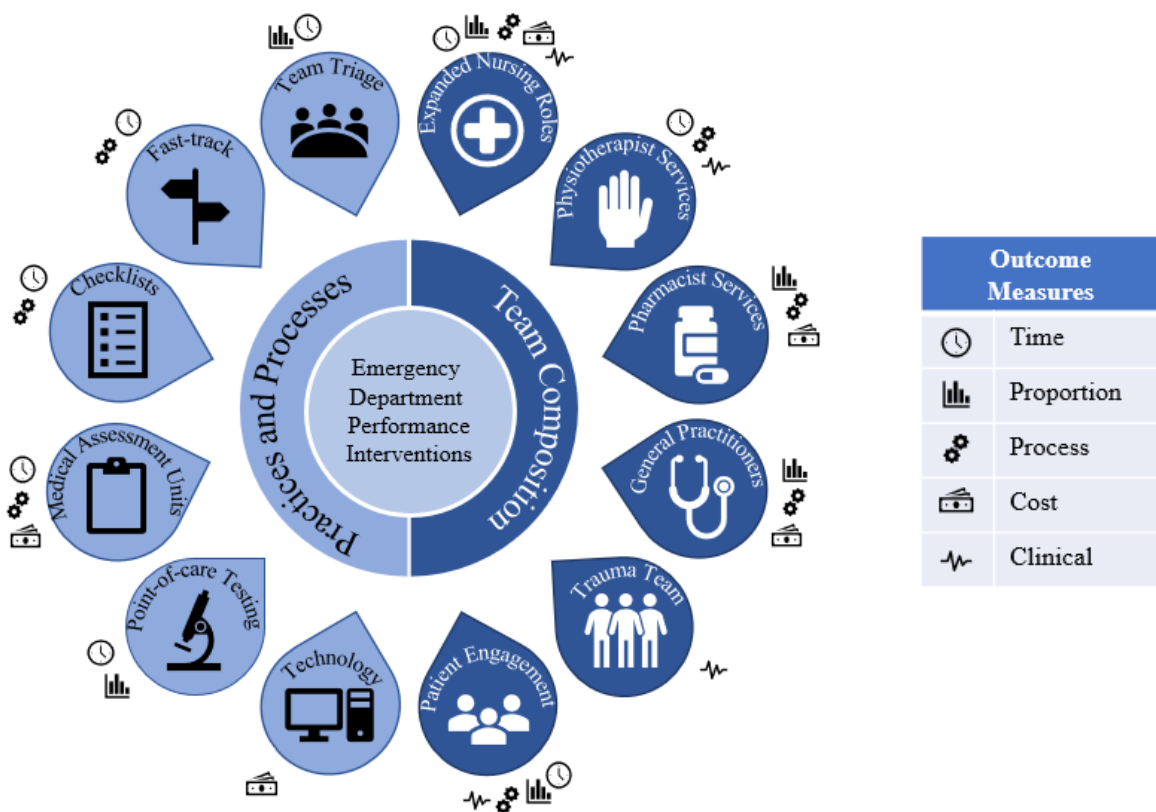 Team Triage
Expanded Nursing Roles
Fast-track
Physiotherapist Services
Checklists
Pharmacist Services
Practices and Processes
Team Composition
Emergency
Department
Performance
Interventions
Medical Assessment Units
General Practitioners
Point-of-care Testing
Trauma Team
Technology
Patient Engagement
Outcome
Measures
Time
Proportion
Process
Cost
Clinical